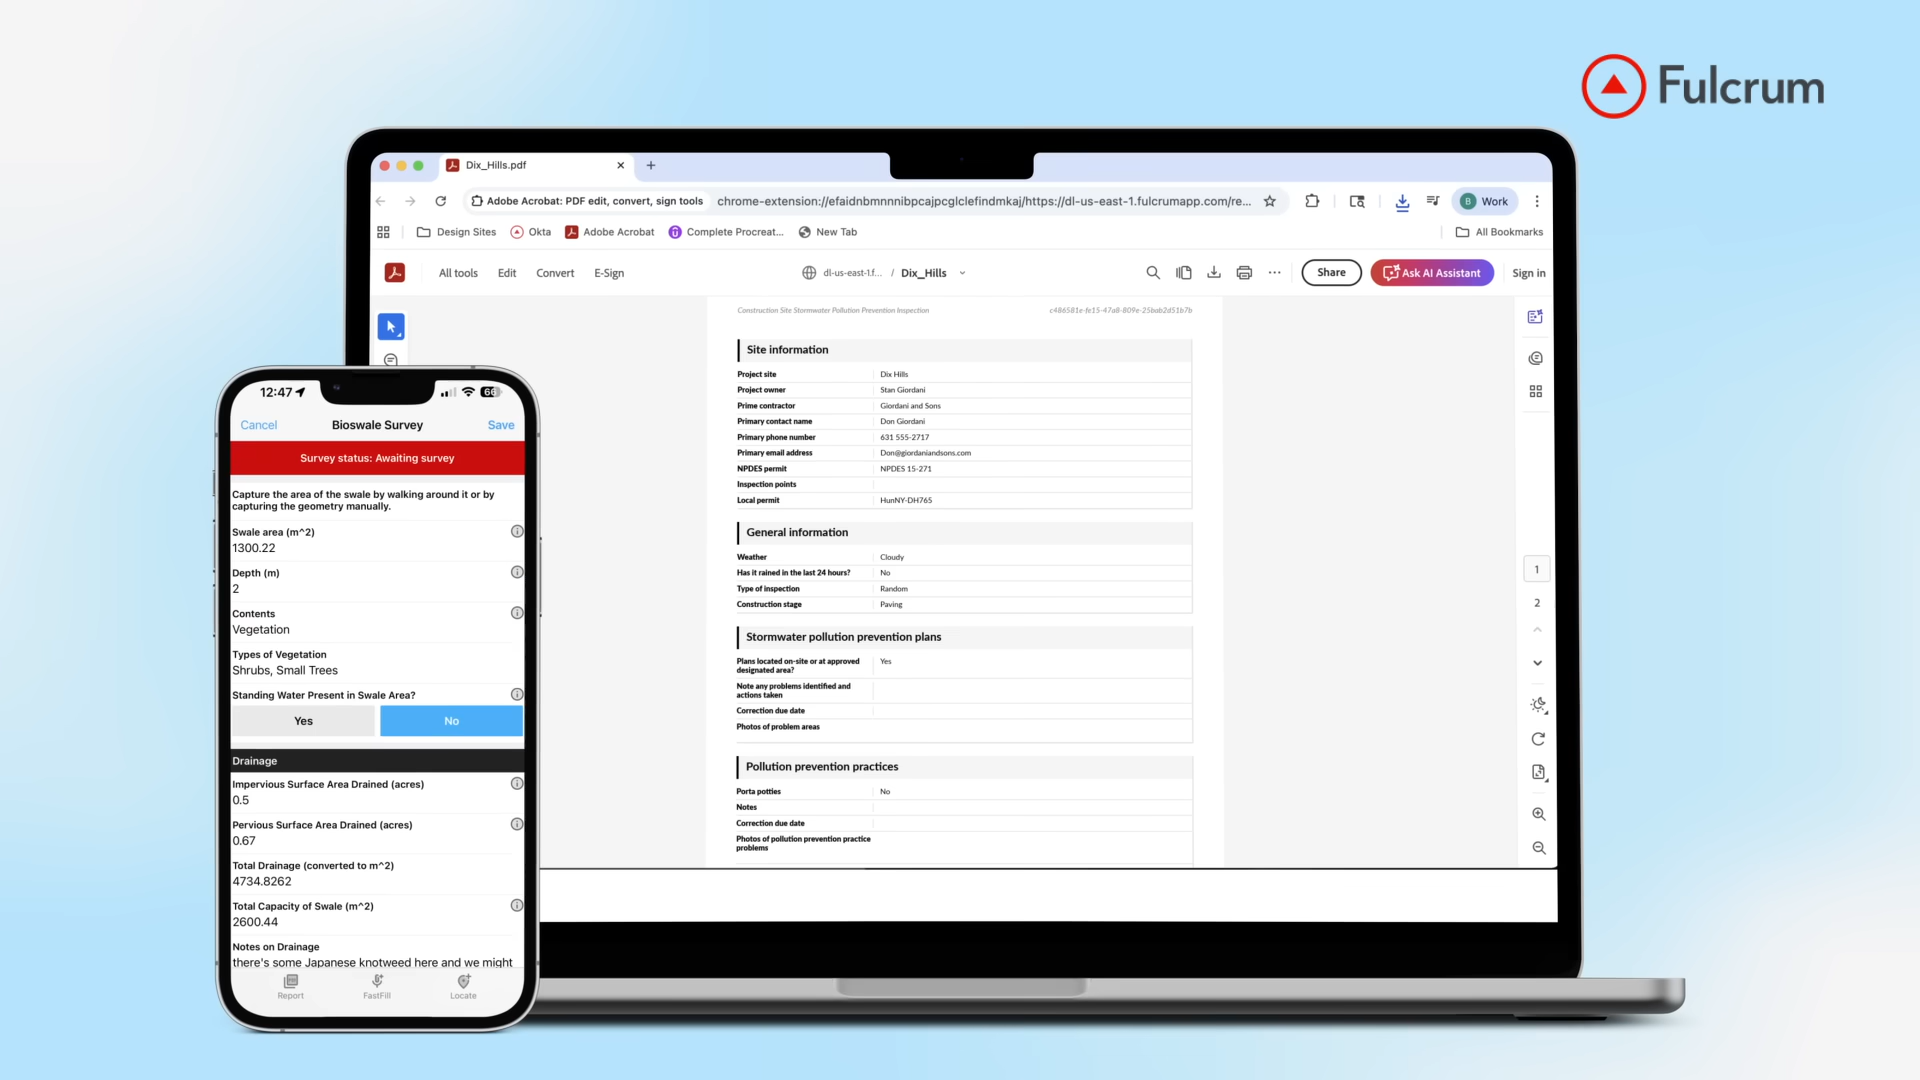 Fulcrum
Dix_Hills.pdf
Adobe Acrobat: PDF edit, convert, sign tools
chrome-extension://efaidnbmnnnibpcajpcglclefindmkaj/https://dl-us-east-1.fulcrumapp.com/re...
B Work
Design Sites
Okta
Adobe Acrobat
Complete Procreat...
New Tab
All Bookmarks
All tools
Edit
Convert
E-Sign
dl-us-east-1.f... / Dix_Hills
Share
Ask AI Assistant
Sign in
Construction Site Stormwater Pollution Prevention Inspection
c486581e-fe15-47a8-809e-25bab2d51b7b
Site information
Project site Dix Hills
Project owner Stan Giordani
Prime contractor Giordani and Sons
Primary contact name Don Giordani
Primary phone number 631 555-2717
Primary email address Don@giordaniandsons.com
NPDES permit NPDES 15-271
Inspection points
Local permit HunNY-DH765
General information
Weather Cloudy
Has it rained in the last 24 hours? No
Type of inspection Random
Construction stage Paving
Stormwater pollution prevention plans
Plans located on-site or at approved Yes
designated area?
Note any problems identified and
actions taken
Correction due date
Photos of problem areas
Pollution prevention practices
Porta potties No
Notes
Correction due date
Photos of pollution prevention practice
problems
1
2
12:47
66
Cancel
Bioswale Survey
Save
Survey status: Awaiting survey
Capture the area of the swale by walking around it or by
capturing the geometry manually.
Swale area (m^2)
1300.22
Depth (m)
2
Contents
Vegetation
Types of Vegetation
Shrubs, Small Trees
Standing Water Present in Swale Area?
Yes
No
Drainage
Impervious Surface Area Drained (acres)
0.5
Pervious Surface Area Drained (acres)
0.67
Total Drainage (converted to m^2)
4734.8262
Total Capacity of Swale (m^2)
2600.44
Notes on Drainage
there's some Japanese knotweed here and we might
Report
FastFill
Locate